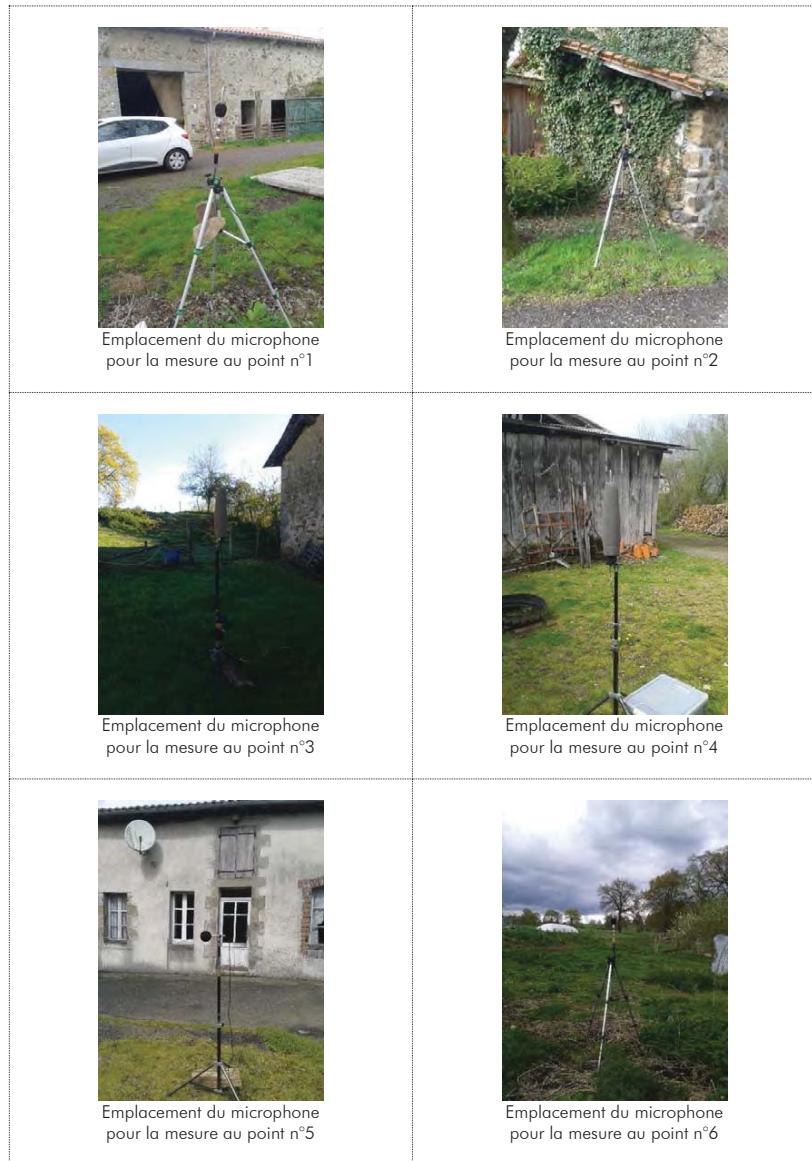 Emplacement du microphone
pour la mesure au point n°1
Emplacement du microphone
pour la mesure au point n°2
Emplacement du microphone
pour la mesure au point n°3
Emplacement du microphone
pour la mesure au point n°4
Emplacement du microphone
pour la mesure au point n°5
Emplacement du microphone
pour la mesure au point n°6